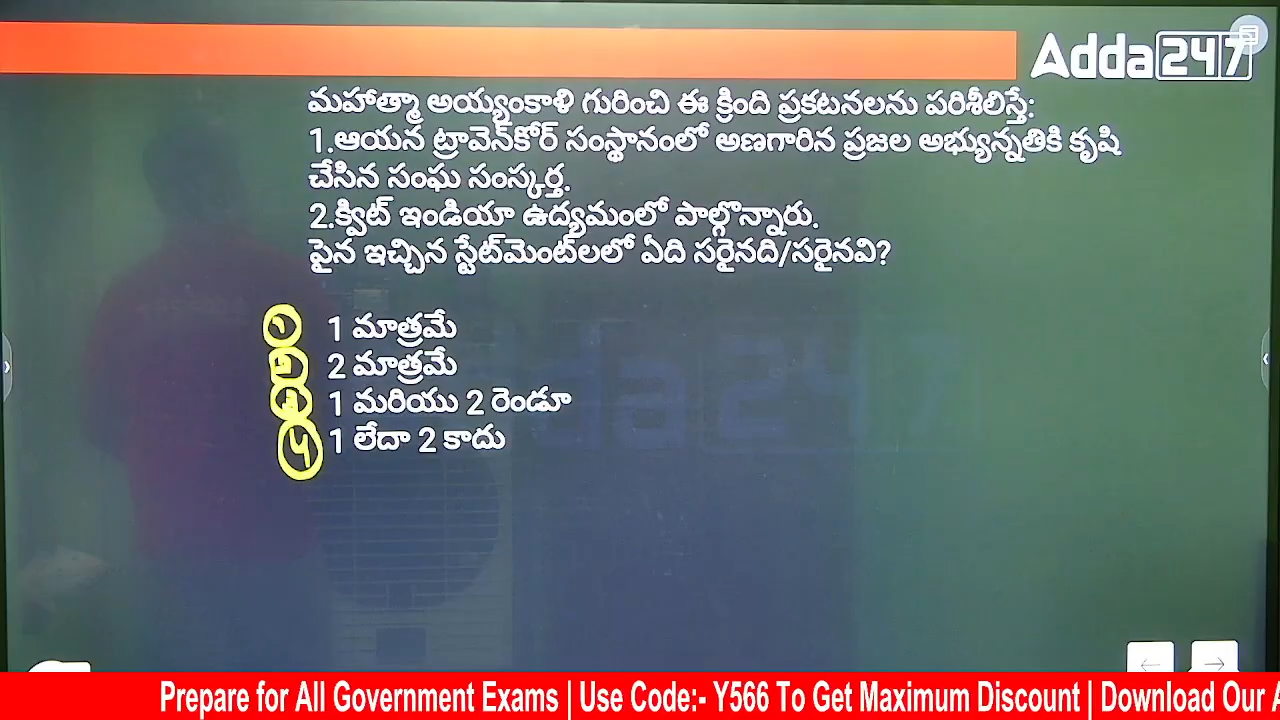 Adda247
మహాత్మా అయ్యంకాళి గురించి ఈ క్రింది ప్రకటనలను పరిశీలిస్తే:
1.ఆయన ట్రావెన్‌కోర్ సంస్థానంలో అణగారిన ప్రజల అభ్యున్నతికి కృషి
చేసిన సంఘ సంస్కర్త.
2.క్విట్ ఇండియా ఉద్యమంలో పాల్గొన్నారు.
పైన ఇచ్చిన స్టేట్‌మెంట్‌లలో ఏది సరైనది/సరైనవి?
1 మాత్రమే
2 మాత్రమే
1 మరియు 2 రెండూ
1 లేదా 2 కాదు
Prepare for All Government Exams | Use Code:- Y566 To Get Maximum Discount | Download Our